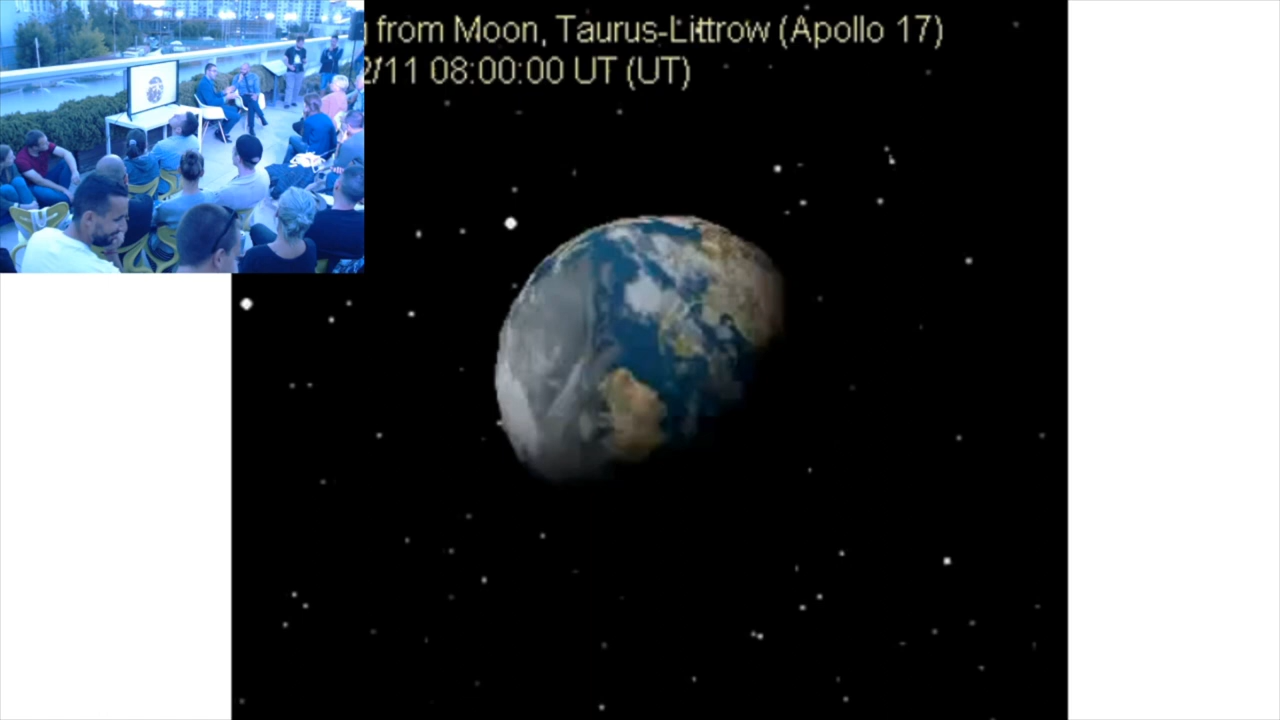 from Moon, Taurus-Littrow (Apollo 17)
2/11 08:00:00 UT (UT)